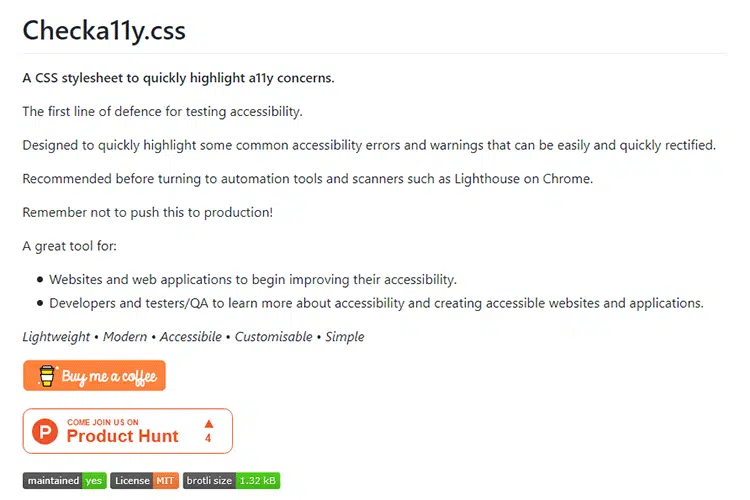 Checka11y.css
A CSS stylesheet to quickly highlight a11y concerns.
The first line of defence for testing accessibility.
Designed to quickly highlight some common accessibility errors and warnings that can be easily and quickly rectified.
Recommended before turning to automation tools and scanners such as Lighthouse on Chrome.
Remember not to push this to production!
A great tool for:
• Websites and web applications to begin improving their accessibility.
• Developers and testers/QA to learn more about accessibility and creating accessible websites and applications.
Lightweight • Modern • Accessibile • Customisable • Simple
Buy me a coffee
P COME JOIN US ON
Product Hunt ▲ 4
maintained yes License MIT brotli size 1.32 kB